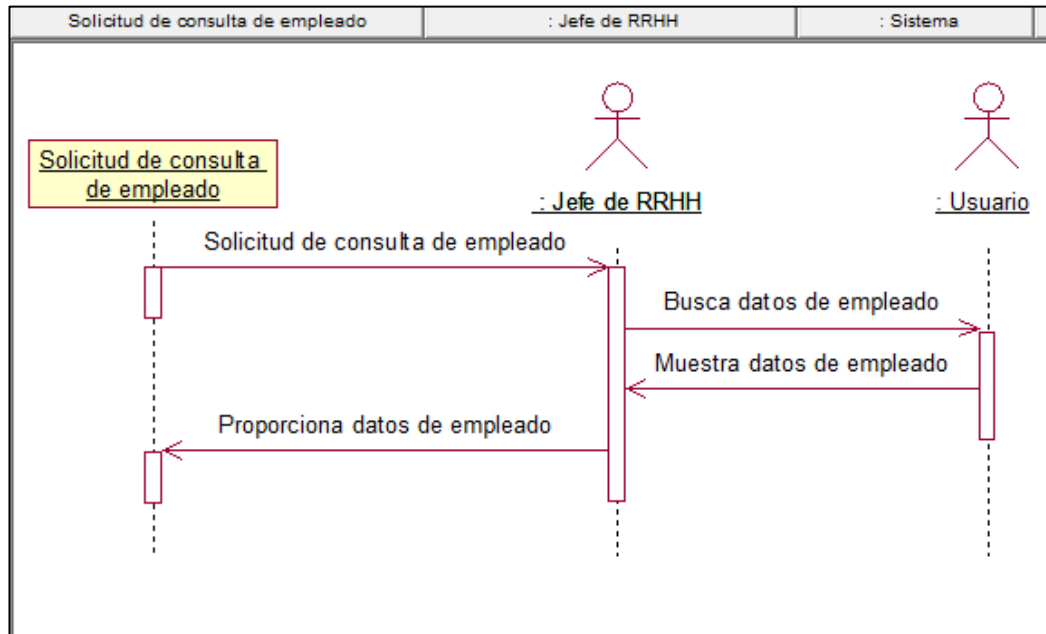 Solicitud de consulta de empleado
: Jefe de RRHH
: Sistema
Solicitud de consulta
de empleado
: Jefe de RRHH
: Usuario
Solicitud de consulta de empleado
Busca datos de empleado
Muestra datos de empleado
Proporciona datos de empleado